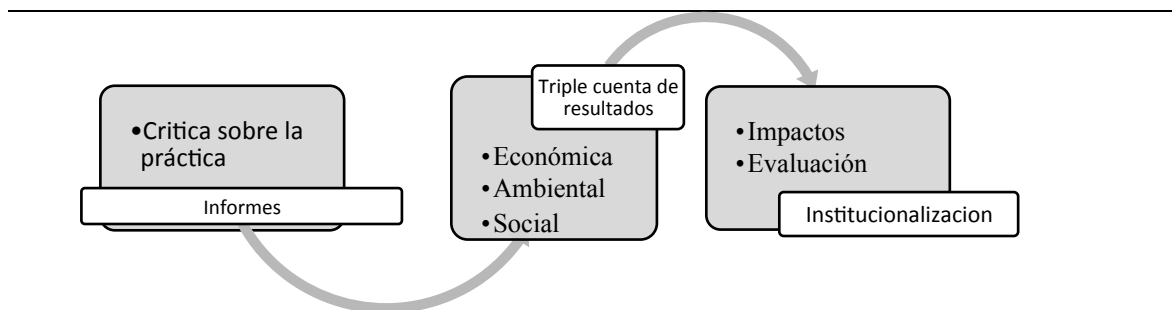 •Critica sobre la
práctica
Informes
Triple cuenta de
resultados
•Económica
•Ambiental
•Social
•Impactos
•Evaluación
Institucionalizacion